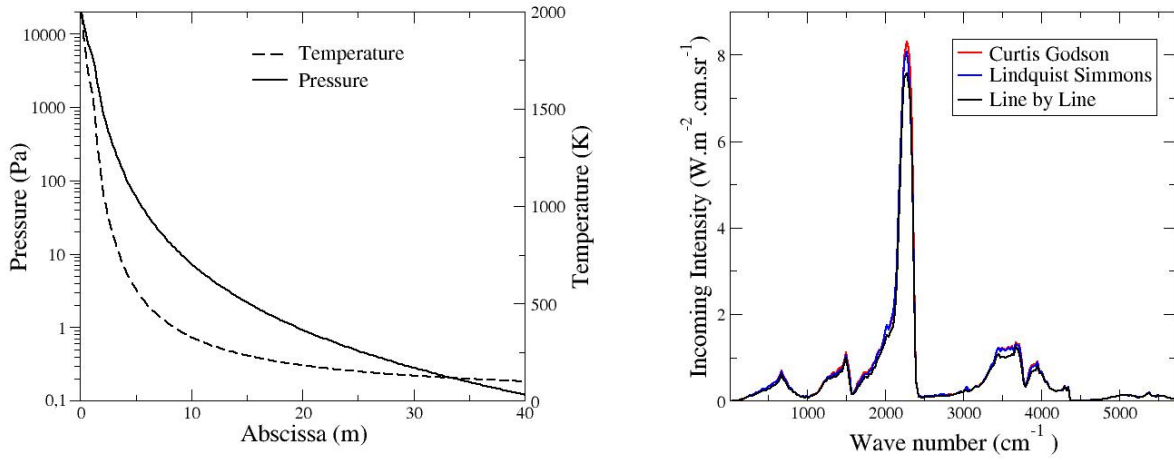 10000
1000
100
10
1
0,1
Pressure (Pa)
Temperature
Pressure
2000
1500
1000
500
0
Temperature (K)
0
10
20
30
40
Abscissa (m)
8
6
4
2
0
Incoming Intensity (W.m-2.cm.sr-1)
Curtis Godson
Lindquist Simmons
Line by Line
1000
2000
3000
4000
5000
Wave number (cm-1)